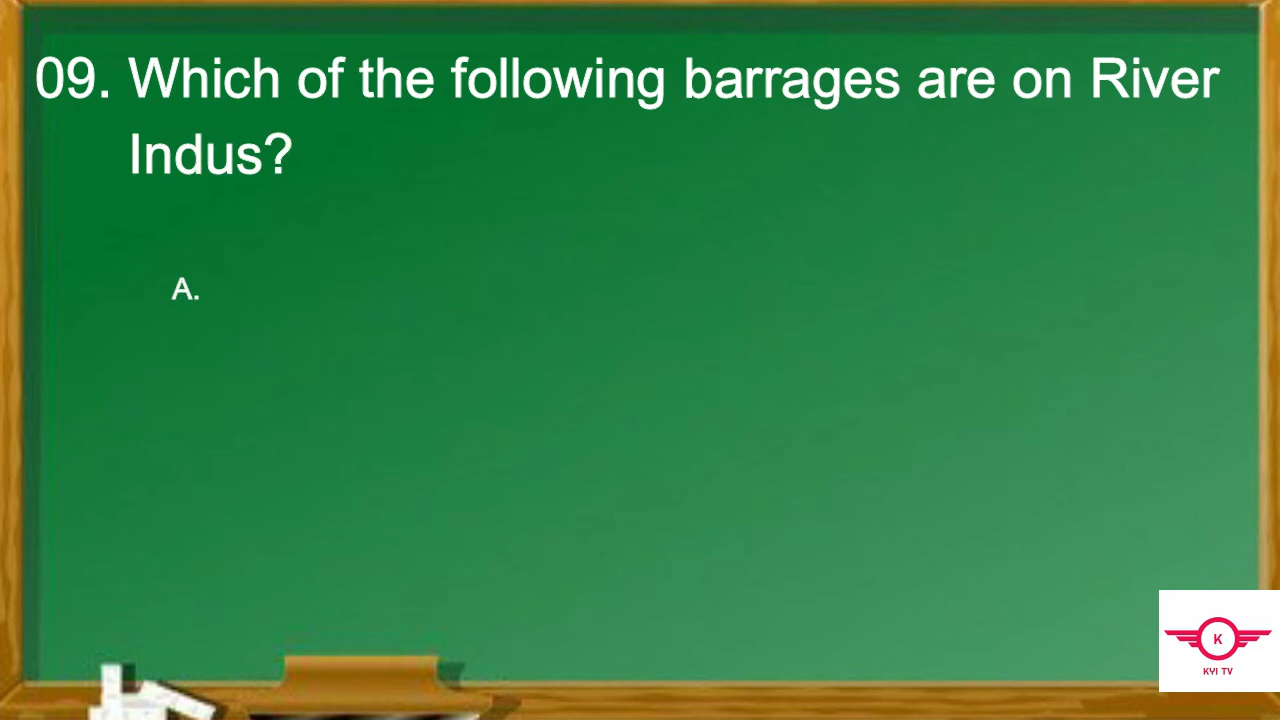 09. Which of the following barrages are on River
Indus?
A.
K
KYI TV